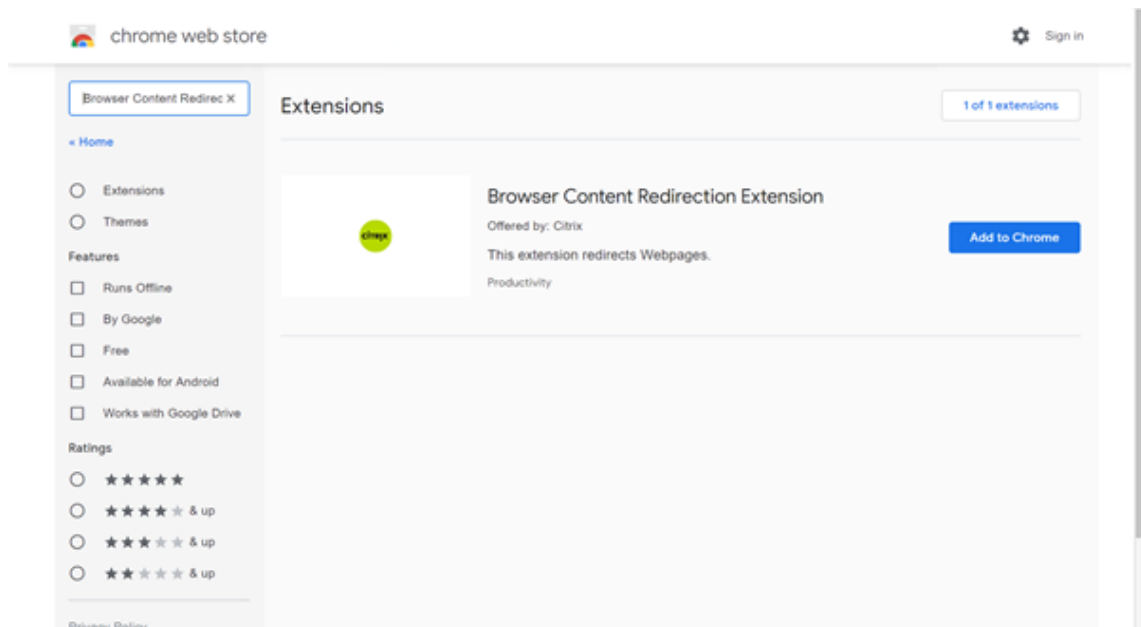 chrome web store
Sign in
Browser Content Redirec
« Home
Extensions
Themes
Features
Runs Offline
By Google
Free
Available for Android
Works with Google Drive
Ratings
& up
& up
& up
Privacy Policy
Extensions
1 of 1 extensions
citrix
Browser Content Redirection Extension
Offered by: Citrix
This extension redirects Webpages.
Productivity
Add to Chrome